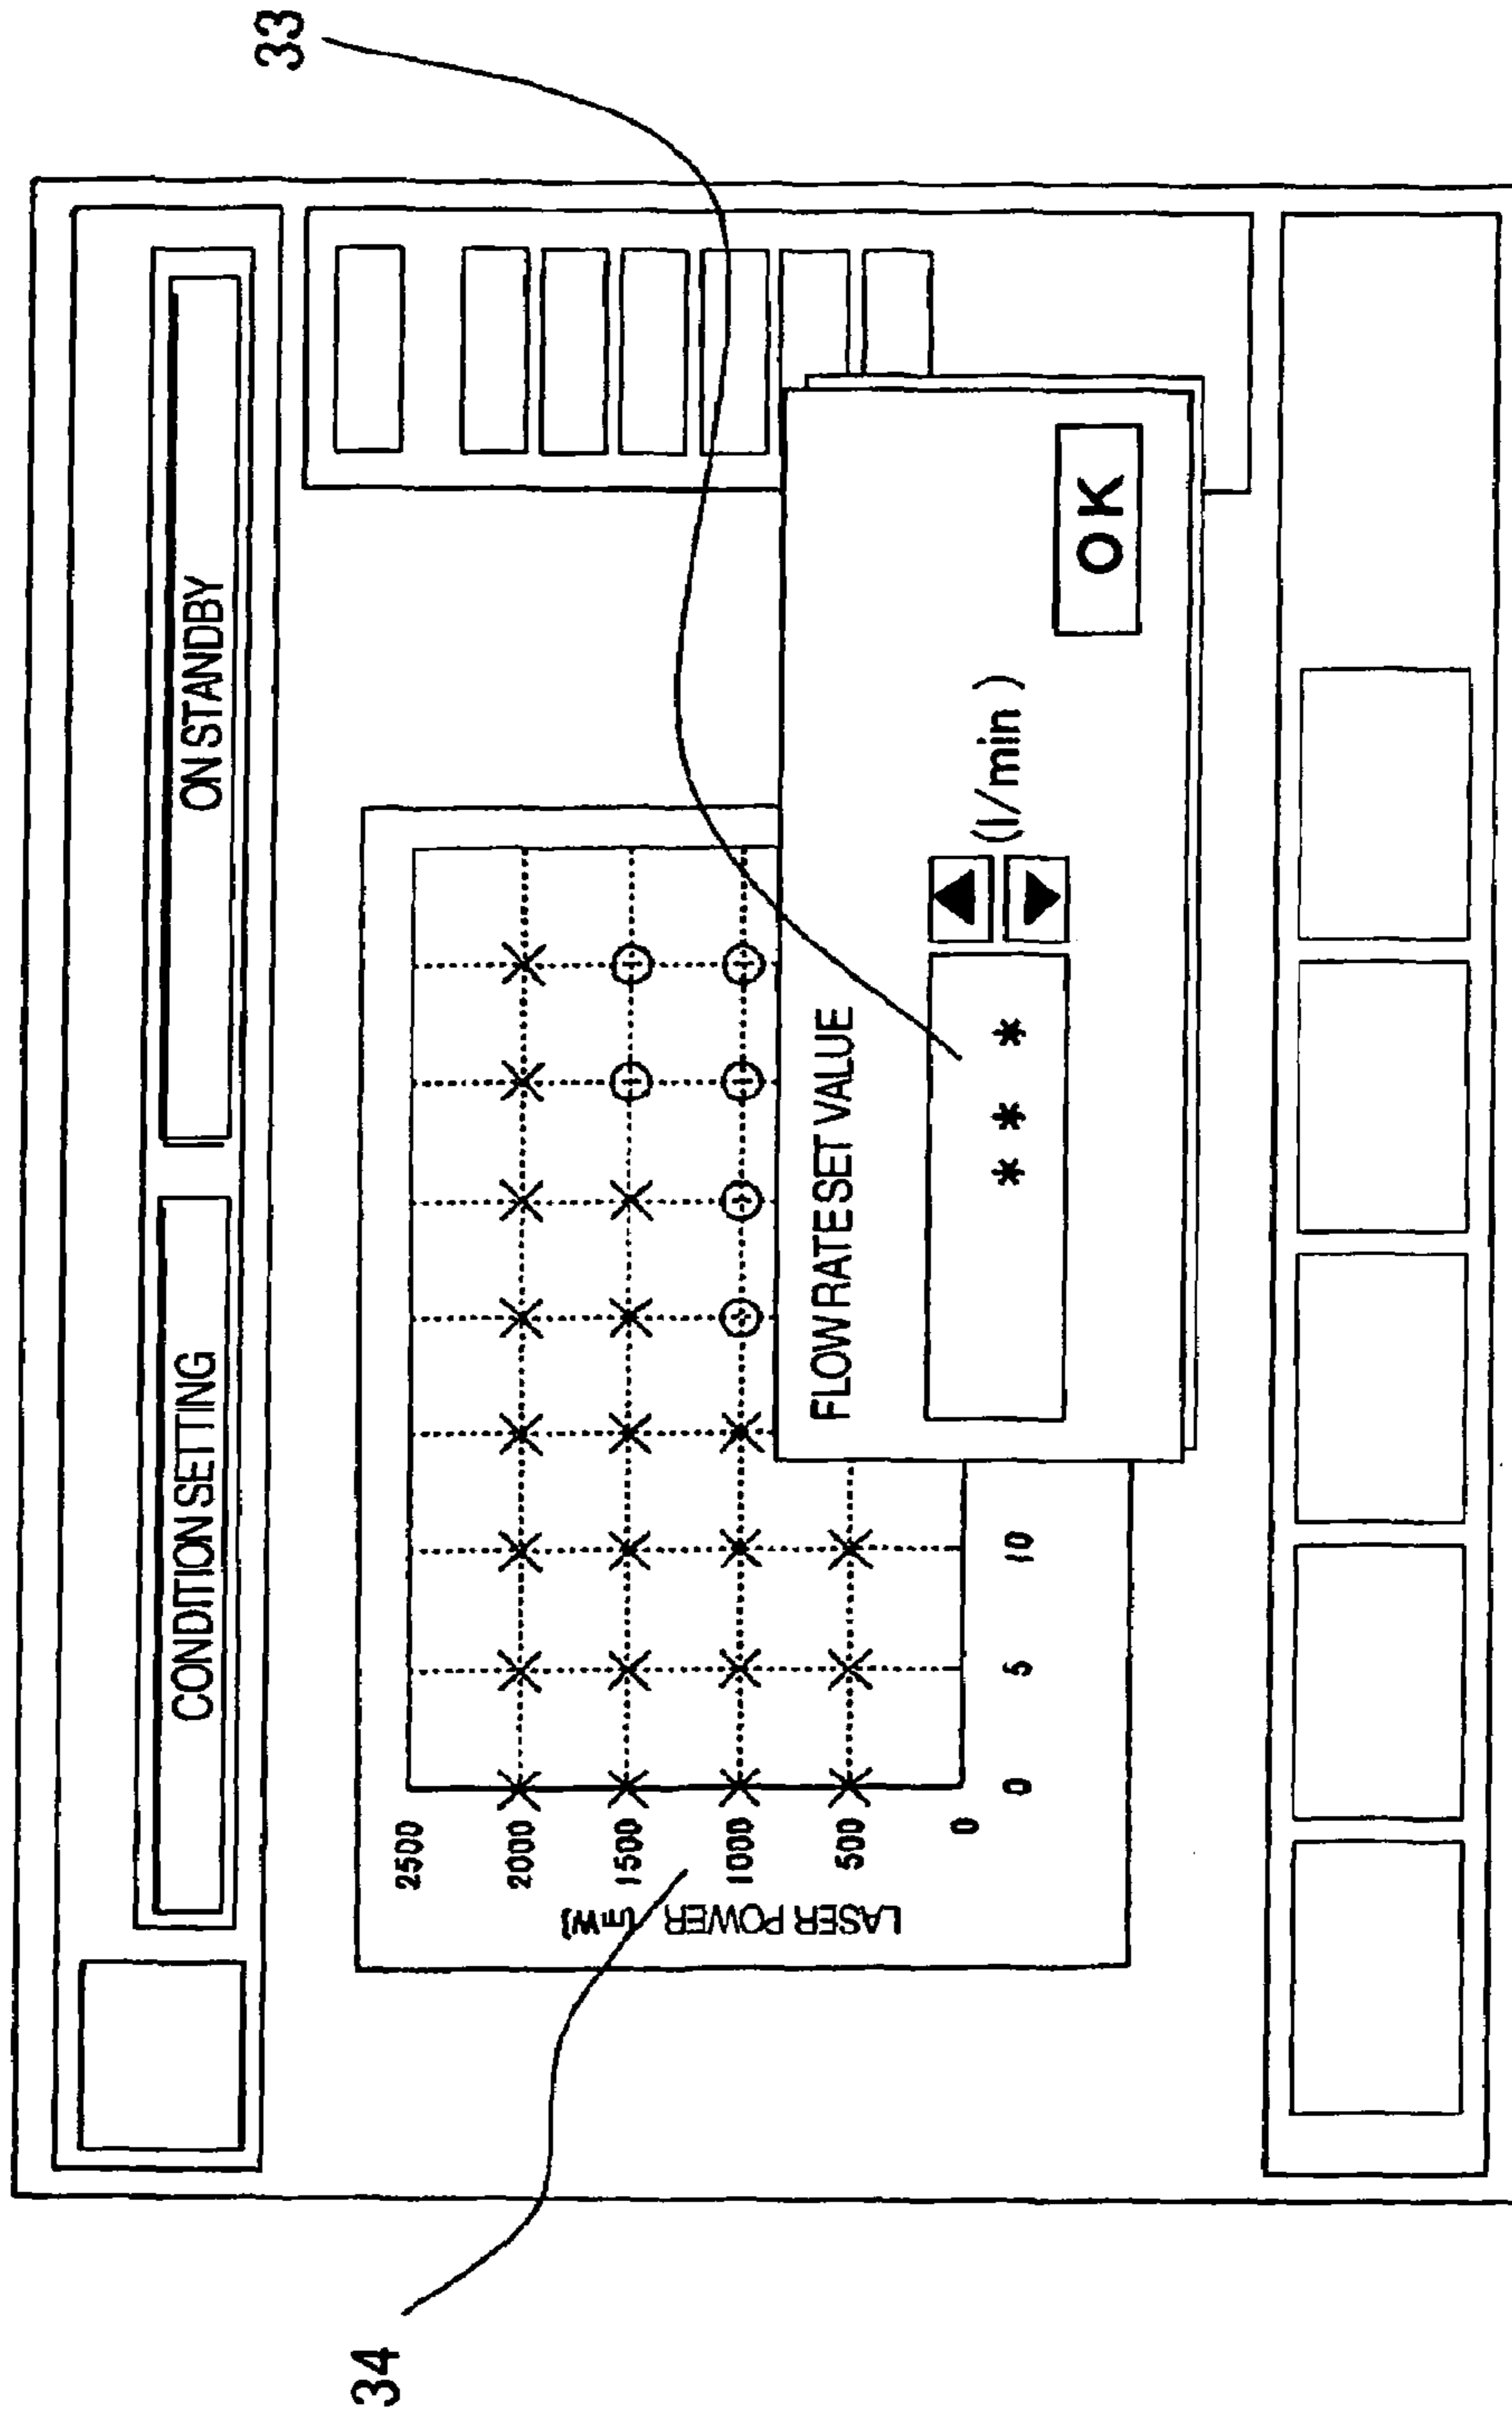 33
34
CONDITION SETTING
ON STANDBY
2500
2000
1500
1000
500
0
LASER POWER (mW)
0
5
10
FLOW RATE SET VALUE
* * *
▲
▼
(l/min)
OK